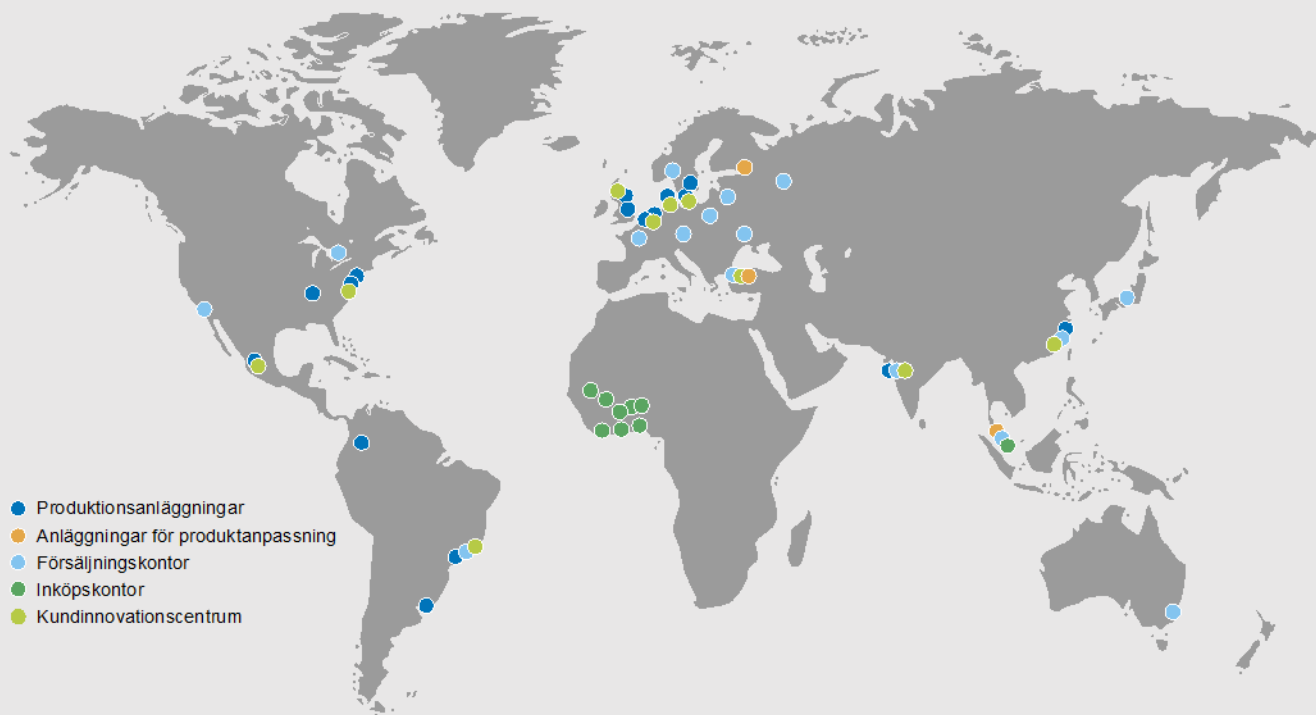 Produktionsanläggningar
Anläggningar för produktanpassning
Försäljningskontor
Inköpskontor
Kundinnovationscentrum